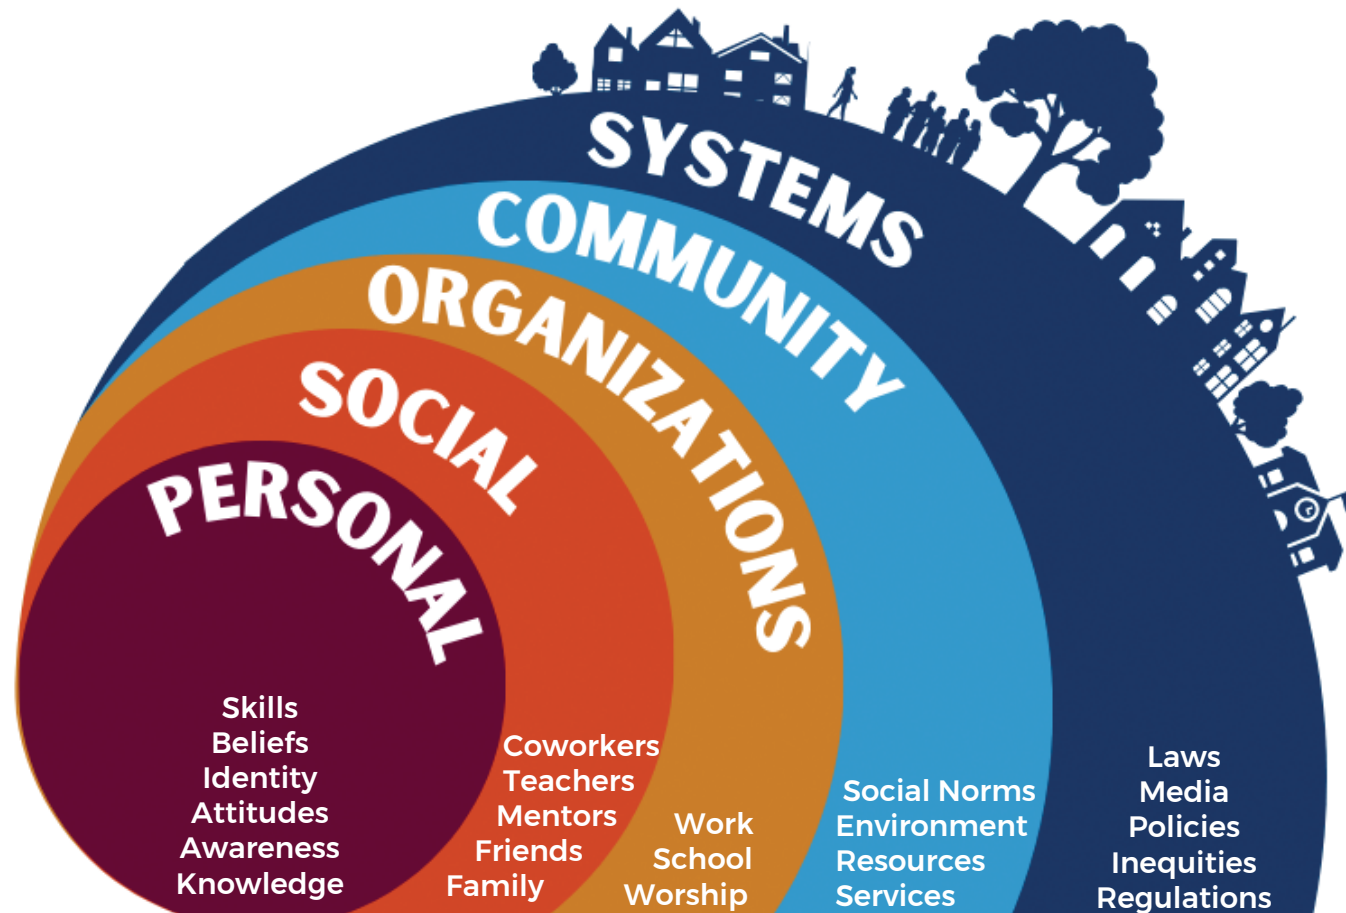 SYSTEMS
COMMUNITY
ORGANIZATIONS
SOCIAL
PERSONAL
Skills
Beliefs
Identity
Attitudes
Awareness
Knowledge
Coworkers
Teachers
Mentors
Friends
Family
Work
School
Worship
Social Norms
Environment
Resources
Services
Laws
Media
Policies
Inequities
Regulations